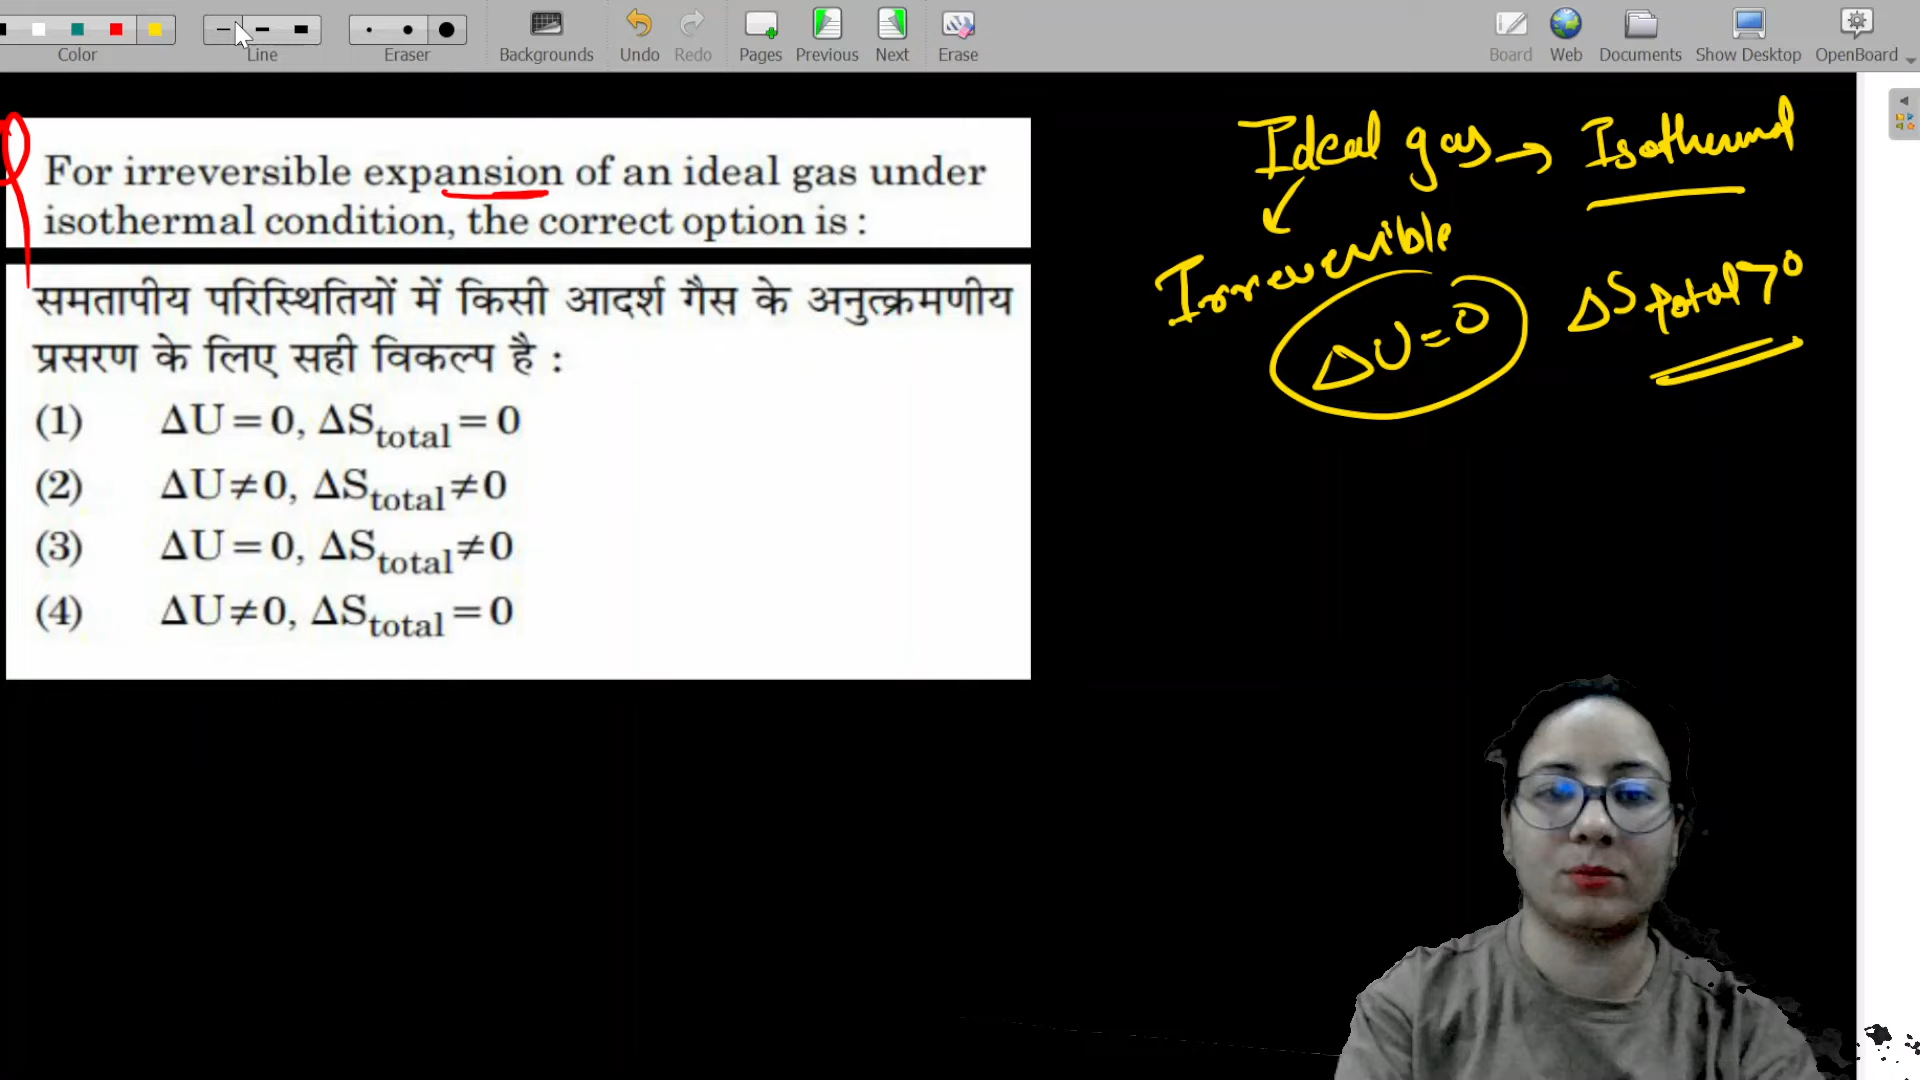 Color
Line
Eraser
Backgrounds
Undo
Redo
Pages
Previous
Next
Erase
Board
Web
Documents
Show Desktop
OpenBoard
For irreversible expansion of an ideal gas under
isothermal condition, the correct option is :
समतापीय परिस्थितियों में किसी आदर्श गैस के अनुत्क्रमणीय
प्रसरण के लिए सही विकल्प है :
(1) ΔU = 0, ΔS_total = 0
(2) ΔU ≠ 0, ΔS_total ≠ 0
(3) ΔU = 0, ΔS_total ≠ 0
(4) ΔU ≠ 0, ΔS_total = 0
Ideal gas → Isothermal
Irreversible
ΔU = 0
ΔS total > 0